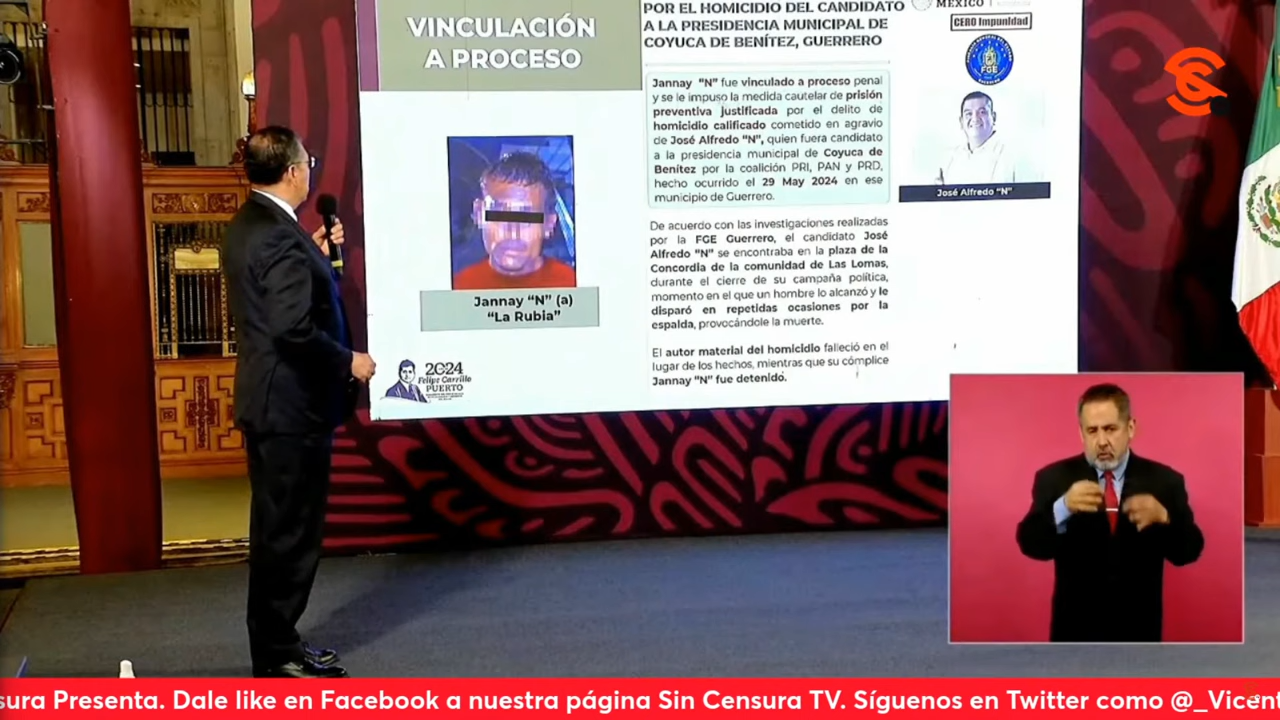 VINCULACIÓN
A PROCESO
POR EL HOMICIDIO DEL CANDIDATO
A LA PRESIDENCIA MUNICIPAL DE
COYUCA DE BENÍTEZ, GUERRERO
MÉXICO
CERO Impunidad
FGE
Jannay "N" fue vinculado a proceso penal
y se le impuso la medida cautelar de prisión
preventiva justificada por el delito de
homicidio calificado cometido en agravio
de José Alfredo "N", quien fuera candidato
a la presidencia municipal de Coyuca de
Benítez por la coalición PRI, PAN y PRD,
hecho ocurrido el 29 May 2024 en ese
municipio de Guerrero.
José Alfredo "N"
De acuerdo con las investigaciones realizadas
por la FGE Guerrero, el candidato José
Alfredo "N" se encontraba en la plaza de la
Concordia de la comunidad de Las Lomas,
durante el cierre de su campaña política,
momento en el que un hombre lo alcanzó y le
disparó en repetidas ocasiones por la
espalda, provocándole la muerte.
El autor material del homicidio falleció en el
lugar de los hechos, mientras que su cómplice
Jannay "N" fue detenido.
Jannay "N" (a)
"La Rubia"
2024
Felipe Carrillo
PUERTO
sura Presenta. Dale like en Facebook a nuestra página Sin Censura TV. Síguenos en Twitter como @_Vicent